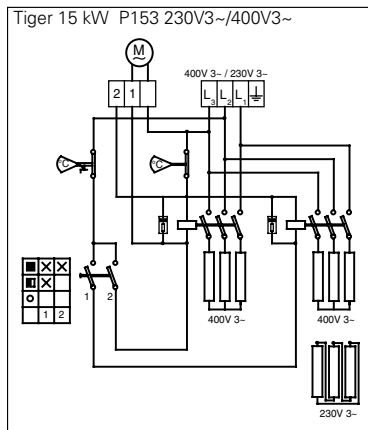 Tiger 15 kW P153 230V3~/400V3~
M
~
400V 3~ / 230V 3~
2 1
L3 L2 L1
°C °C
1 2
1 2
400V 3~ 400V 3~
230V 3~